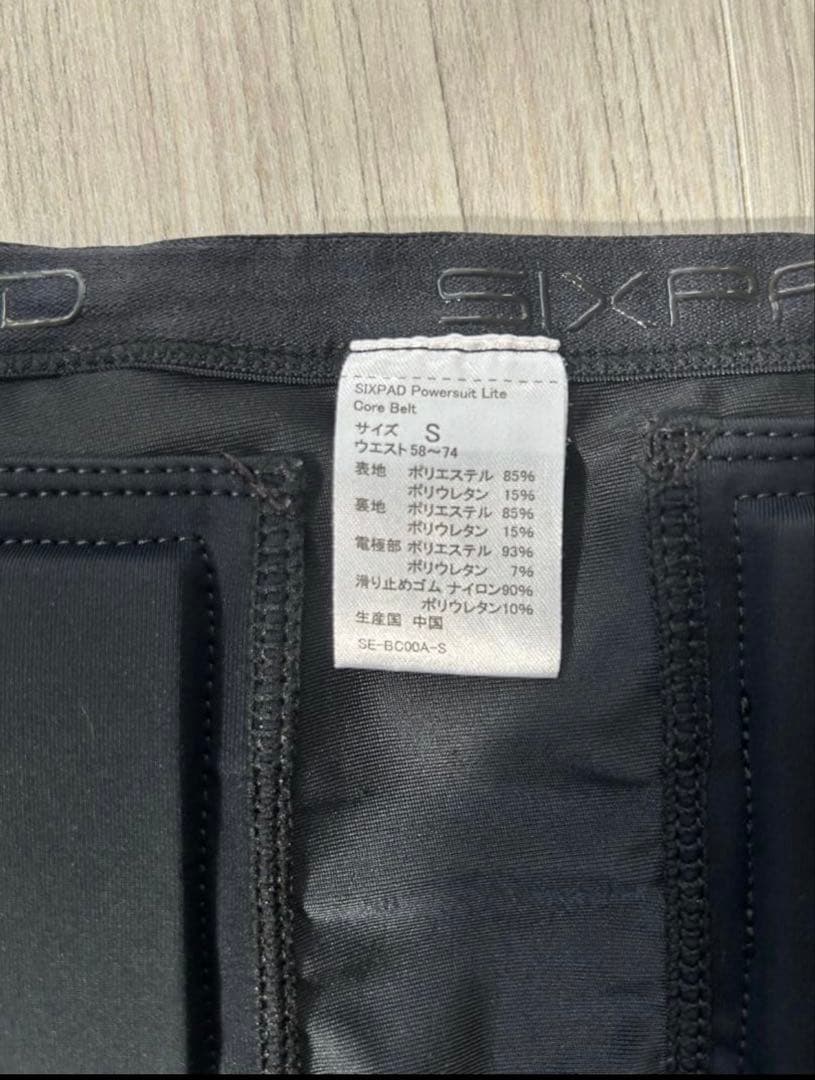 D
SIXPA
SIXPAD Powersuit Lite
Core Belt
サイズ S
ウエスト58〜74
表地 ポリエステル 85%
ポリウレタン 15%
裏地 ポリエステル 85%
ポリウレタン 15%
電極部 ポリエステル 93%
ポリウレタン 7%
滑り止めゴム ナイロン90%
ポリウレタン10%
生産国 中国
SE-BC00A-S